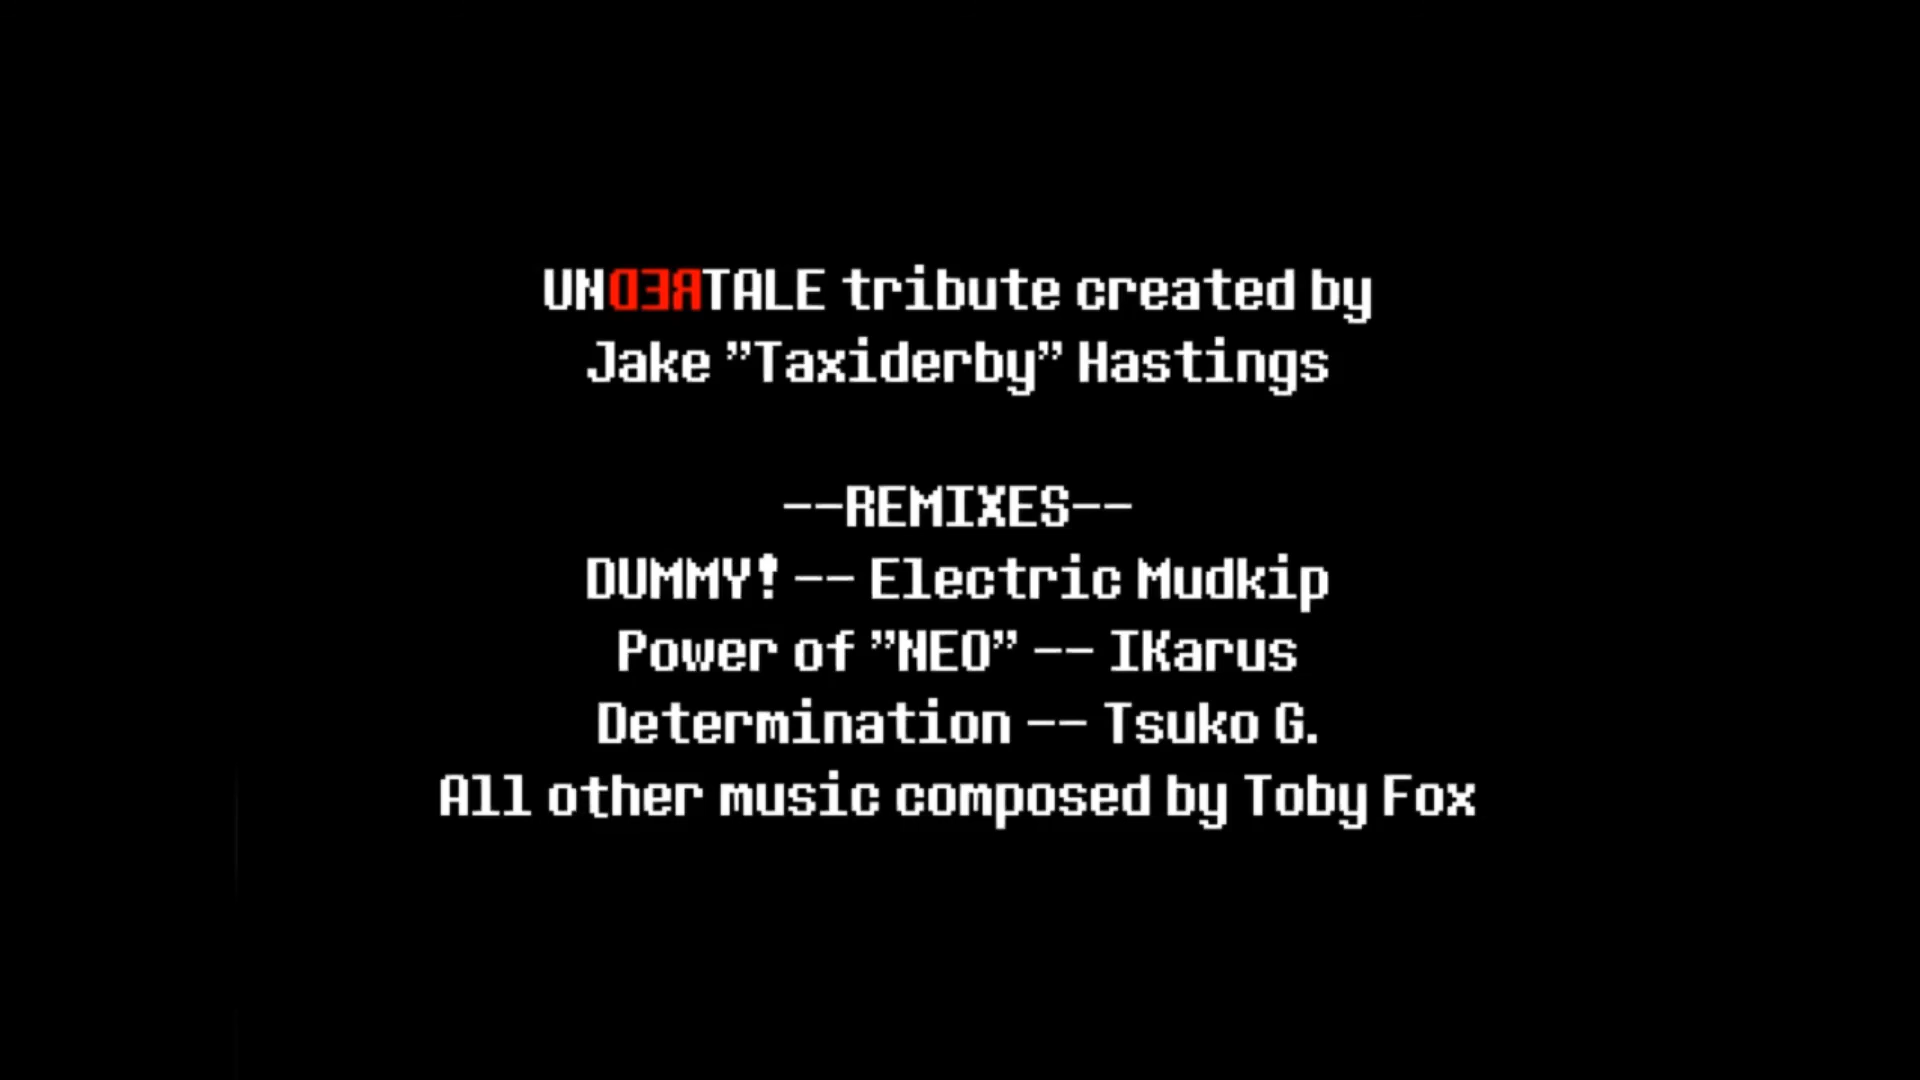 UNDERTALE tribute created by
Jake "Taxiderby" Hastings
--REMIXES--
DUMMY! -- Electric Mudkip
Power of "NEO" -- IKarus
Determination -- Tsuko G.
All other music composed by Toby Fox